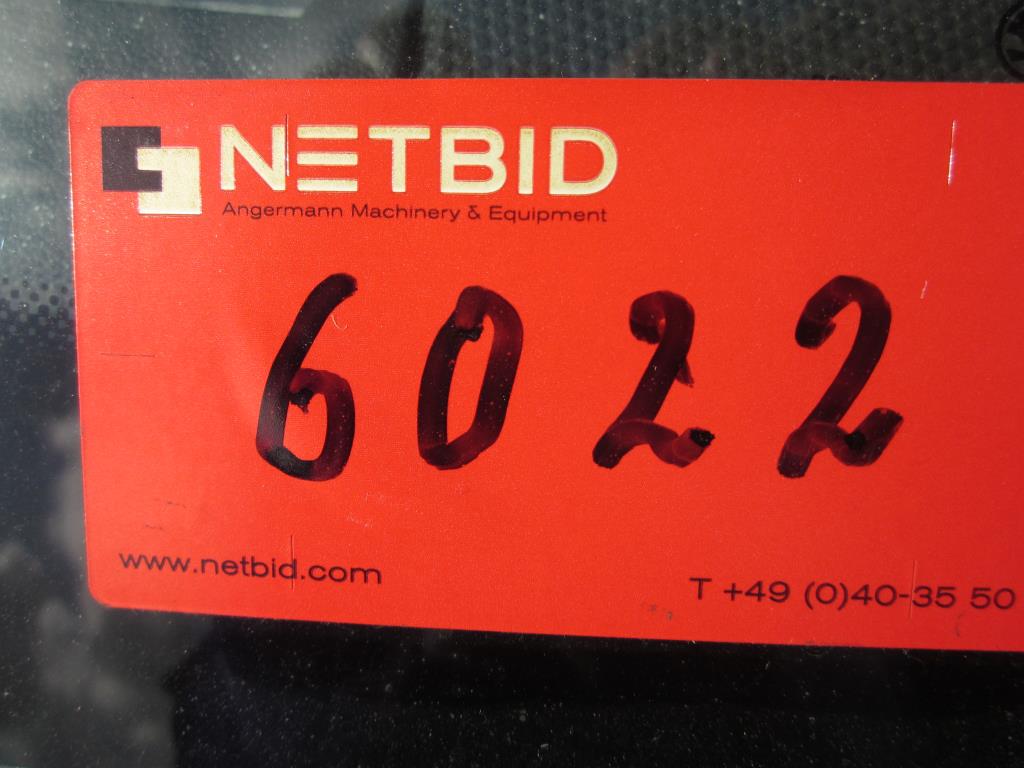 NETBID
Angermann Machinery & Equipment
6022
www.netbid.com
T +49 (0)40-35 50